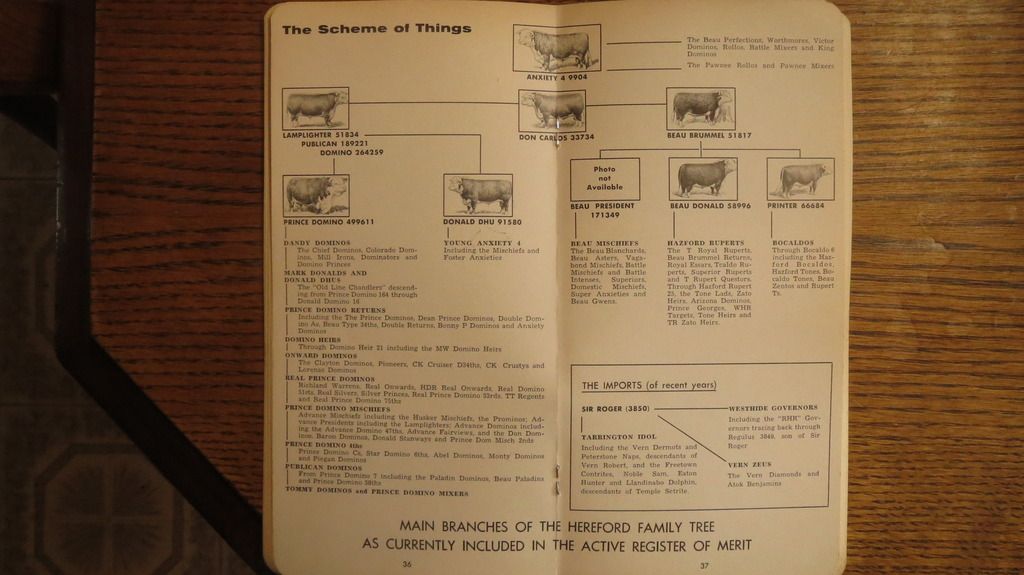 The Scheme of Things
ANXIETY 4 9904
The Beau Perfections, Worthmores, Victor
Dominos, Rollos, Battle Mixers and King
Dominos
The Pawnee Rollos and Pawnee Mixers
LAMPLIGHTER 51834
PUBLICAN 189221
DOMINO 264259
DON CARLOS 33734
BEAU BRUMMEL 51817
PRINCE DOMINO 499611
DONALD DHU 91580
Photo
not
Available
BEAU PRESIDENT
171349
BEAU DONALD 58996
PRINTER 66684
DANDY DOMINOS
The Chief Dominos, Colorado Dom-
inos, Mill Irons, Dominators and
Domino Princes
MARK DONALDS AND
DONALD DHUS
The "Old Line Chandlers" descend-
ing from Prince Domino 164 through
Donald Domino 16
PRINCE DOMINO RETURNS
Including the The Prince Dominos, Dean Prince Dominos, Double Dom-
ino Av, Beau Type 34ths, Double Returns, Bonny P Dominos and Anxiety
Dominos
DOMINO HEIRS
Through Domino Heir 21 including the MW Domino Heirs
ONWARD DOMINOS
The Clayton Dominos, Pioneers, CK Cruiser D34ths, CK Crustys and
Lorenas Dominos
REAL PRINCE DOMINOS
Richland Warrens, Real Onwards, HDR Real Onwards, Real Domino
51sts, Real Silvers, Silver Princes, Real Prince Domino 53rds, TT Regents
and Real Prince Domino 75ths
PRINCE DOMINO MISCHIEFS
Advance Mischiefs including the Husker Mischiefs, the Prominos; Ad-
vance Presidents including the Lamplighters; Advance Dominos includ-
ing the Advance Domino 47ths, Advance Fairviews, and the Don Dom-
inos. Baron Dominos, Donald Stanways and Prince Dom Misch 2nds
PRINCE DOMINO 4ths
Prince Domino Cs, Star Domino 6ths, Abel Dominos, Monty Dominos
and Piegan Dominos
PUBLICAN DOMINOS
From Prince Domino 7 including the Paladin Dominos, Beau Paladins
and Prince Domino 58ths
TOMMY DOMINOS and PRINCE DOMINO MIXERS
YOUNG ANXIETY 4
Including the Mischiefs and
Foster Anxieties
BEAU MISCHIEFS
The Beau Blanchards,
Beau Asters, Vaga-
bond Mischiefs, Battle
Mischiefs and Battle
Intenses, Superiors,
Domestic Mischiefs,
Super Anxieties and
Beau Gwens.
HAZFORD RUPERTS
The T Royal Ruperts,
Beau Brummel Returns,
Royal Essars, Tealdo Ru-
perts, Superior Ruperts
and T Rupert Questors.
Through Hazford Rupert
25, the Tone Lads, Zato
Heirs, Arizona Dominos,
Prince Georges, WHR
Targets, Tone Heirs and
TR Zato Heirs.
BOCALDOS
Through Bocaldo 6
including the Haz-
ford Bocaldos,
Hazford Tones, Bo-
caldo Tones, Beau
Zentos and Rupert
Ts.
THE IMPORTS (of recent years)
SIR ROGER (3850)
WESTHIDE GOVERNORS
Including the "RHR" Gov-
ernors tracing back through
Regulus 3849, son of Sir
Roger
TARRINGTON IDOL
Including the Vern Dermots and
Peterstone Naps, descendants of
Vern Robert, and the Freetown
Contrites, Noble Sam, Eaton
Hunter and Llandinabo Dolphin,
descendants of Temple Setrite.
VERN ZEUS
The Vern Diamonds and
Atok Benjamins
MAIN BRANCHES OF THE HEREFORD FAMILY TREE
AS CURRENTLY INCLUDED IN THE ACTIVE REGISTER OF MERIT
36
37